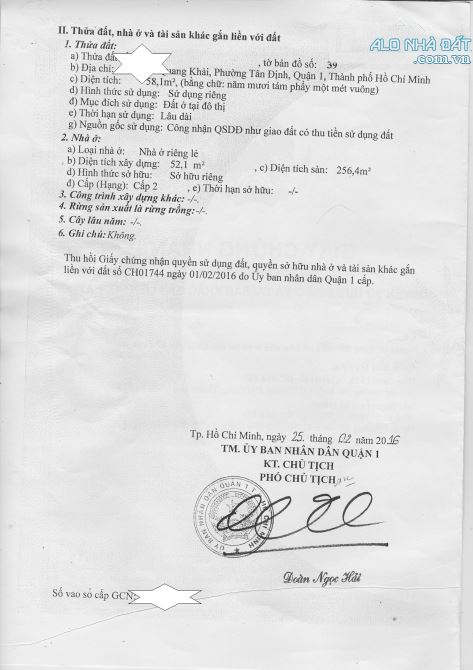 ALO NHÀ ĐẤT
.com.vn
II. Thửa đất, nhà ở và tài sản khác gắn liền với đất
1. Thửa đất:
a) Thửa đất , tờ bản đồ số: 39
b) Địa chỉ: Quang Khải, Phường Tân Định, Quận 1, Thành phố Hồ Chí Minh
c) Diện tích: 58,1m², (bằng chữ: năm mươi tám phẩy một mét vuông)
d) Hình thức sử dụng: Sử dụng riêng
đ) Mục đích sử dụng: Đất ở tại đô thị
e) Thời hạn sử dụng: Lâu dài
g) Nguồn gốc sử dụng: Công nhận QSDĐ như giao đất có thu tiền sử dụng đất
2. Nhà ở:
a) Loại nhà ở: Nhà ở riêng lẻ
b) Diện tích xây dựng: 52,1 m² , c) Diện tích sàn: 256,4m²
d) Hình thức sở hữu: Sở hữu riêng
đ) Cấp (Hạng): Cấp 2 , e) Thời hạn sở hữu: -/-
3. Công trình xây dựng khác: -/-
4. Rừng sản xuất là rừng trồng: -/-.
5. Cây lâu năm: -/-.
6. Ghi chú: Không.
Thu hồi Giấy chứng nhận quyền sử dụng đất, quyền sở hữu nhà ở và tài sản khác gắn
liền với đất số CH01744 ngày 01/02/2016 do Ủy ban nhân dân Quận 1 cấp.
Tp. Hồ Chí Minh, ngày 25 tháng 02 năm 2016
TM. ỦY BAN NHÂN DÂN QUẬN 1
KT. CHỦ TỊCH
PHÓ CHỦ TỊCH
ỦY BAN NHÂN DÂN QUẬN 1 T.P HỒ CHÍ MINH
Đoàn Ngọc Hải
Số vào sổ cấp GCN: